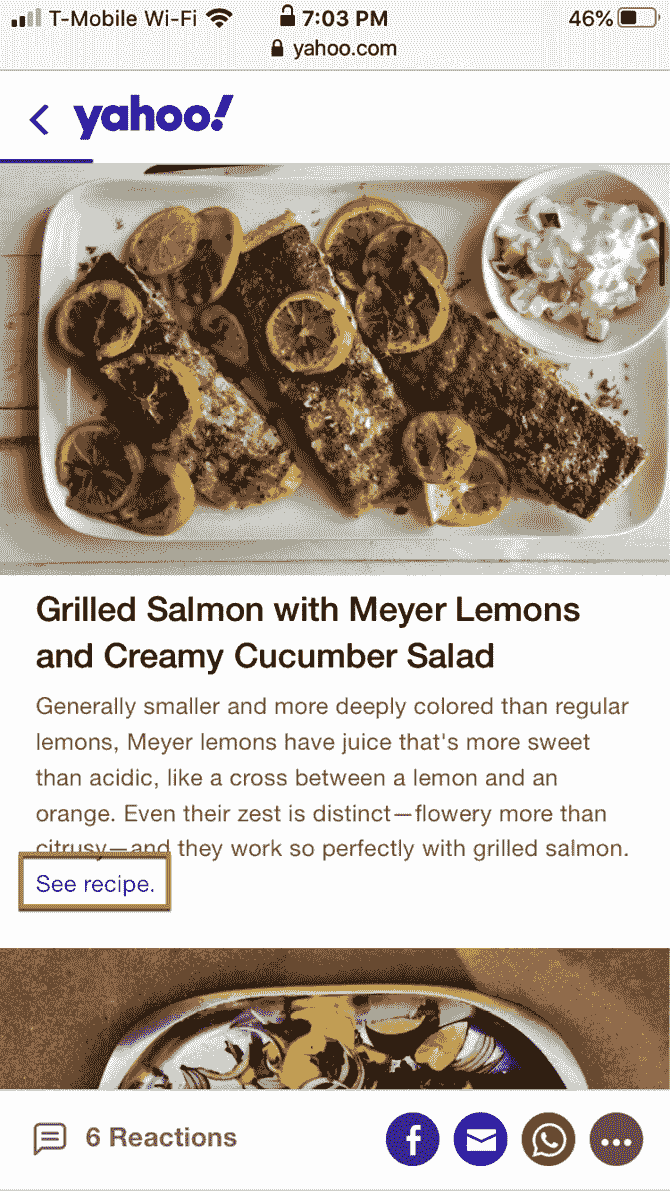 T-Mobile Wi-Fi 7:03 PM 46%
yahoo.com
yahoo!
Grilled Salmon with Meyer Lemons
and Creamy Cucumber Salad
Generally smaller and more deeply colored than regular
lemons, Meyer lemons have juice that's more sweet
than acidic, like a cross between a lemon and an
orange. Even their zest is distinct—flowery more than
citrusy—and they work so perfectly with grilled salmon.
See recipe.
6 Reactions